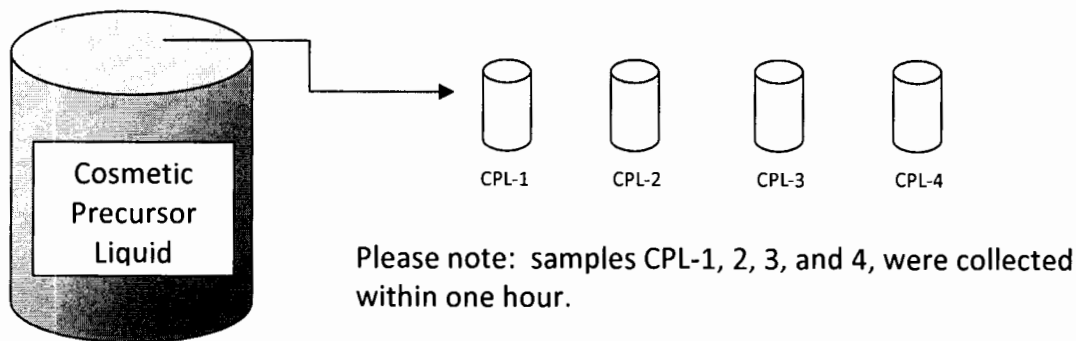 Cosmetic
Precursor
Liquid
CPL-1
CPL-2
CPL-3
CPL-4
Please note: samples CPL-1, 2, 3, and 4, were collected
within one hour.